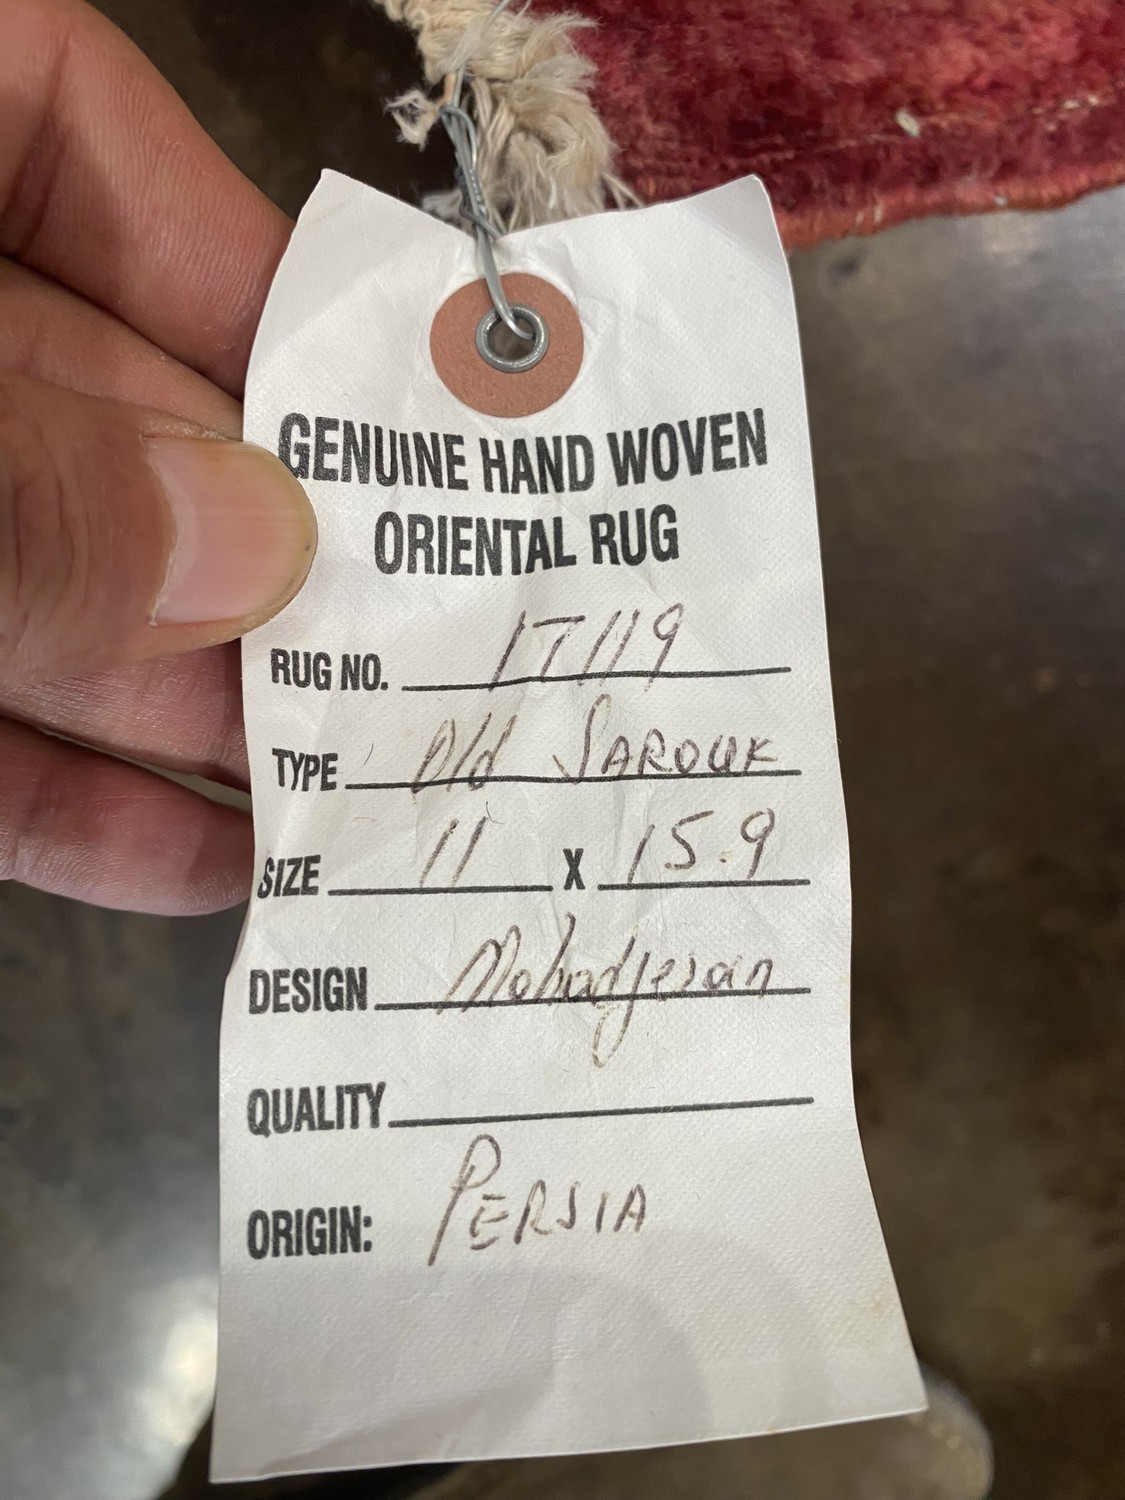 GENUINE HAND WOVEN
ORIENTAL RUG
RUG NO. 17119
TYPE Old SAROUK
SIZE 11 X 15.9
DESIGN Mohadjeran
QUALITY
ORIGIN: PERSIA